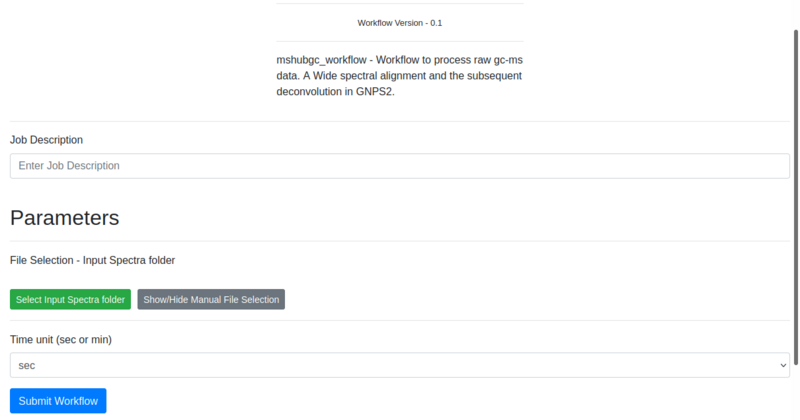 Workflow Version - 0.1
mshubgc_workflow - Workflow to process raw gc-ms
data. A Wide spectral alignment and the subsequent
deconvolution in GNPS2.
Job Description
Enter Job Description
Parameters
File Selection - Input Spectra folder
Select Input Spectra folder Show/Hide Manual File Selection
Time unit (sec or min)
sec
Submit Workflow